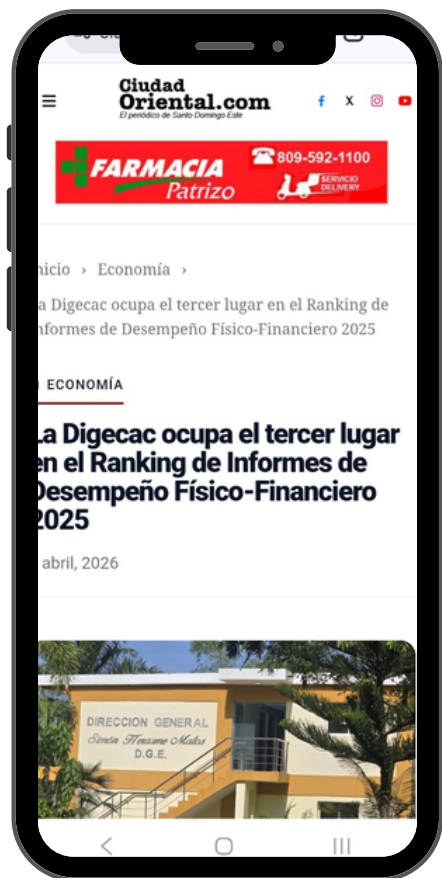 Ciudad
Oriental.com
El periódico de Santo Domingo Este
f X
FARMACIA
Patrizo
809-592-1100
SERVICIO
DELIVERY
nicio › Economía ›
a Digecac ocupa el tercer lugar en el Ranking de
nformes de Desempeño Físico-Financiero 2025
ECONOMÍA
La Digecac ocupa el tercer lugar
en el Ranking de Informes de
Desempeño Físico-Financiero
2025
abril, 2026
DIRECCION GENERAL
D.G.E.